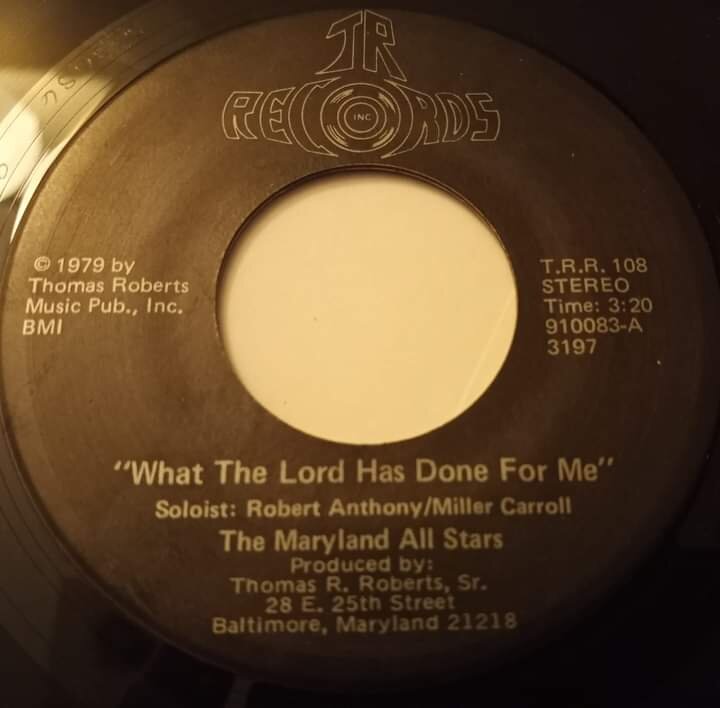 TR
RECORDS
INC
© 1979 by
Thomas Roberts
Music Pub., Inc.
BMI
T.R.R. 108
STEREO
Time: 3:20
910083-A
3197
"What The Lord Has Done For Me"
Soloist: Robert Anthony/Miller Carroll
The Maryland All Stars
Produced by:
Thomas R. Roberts, Sr.
28 E. 25th Street
Baltimore, Maryland 21218